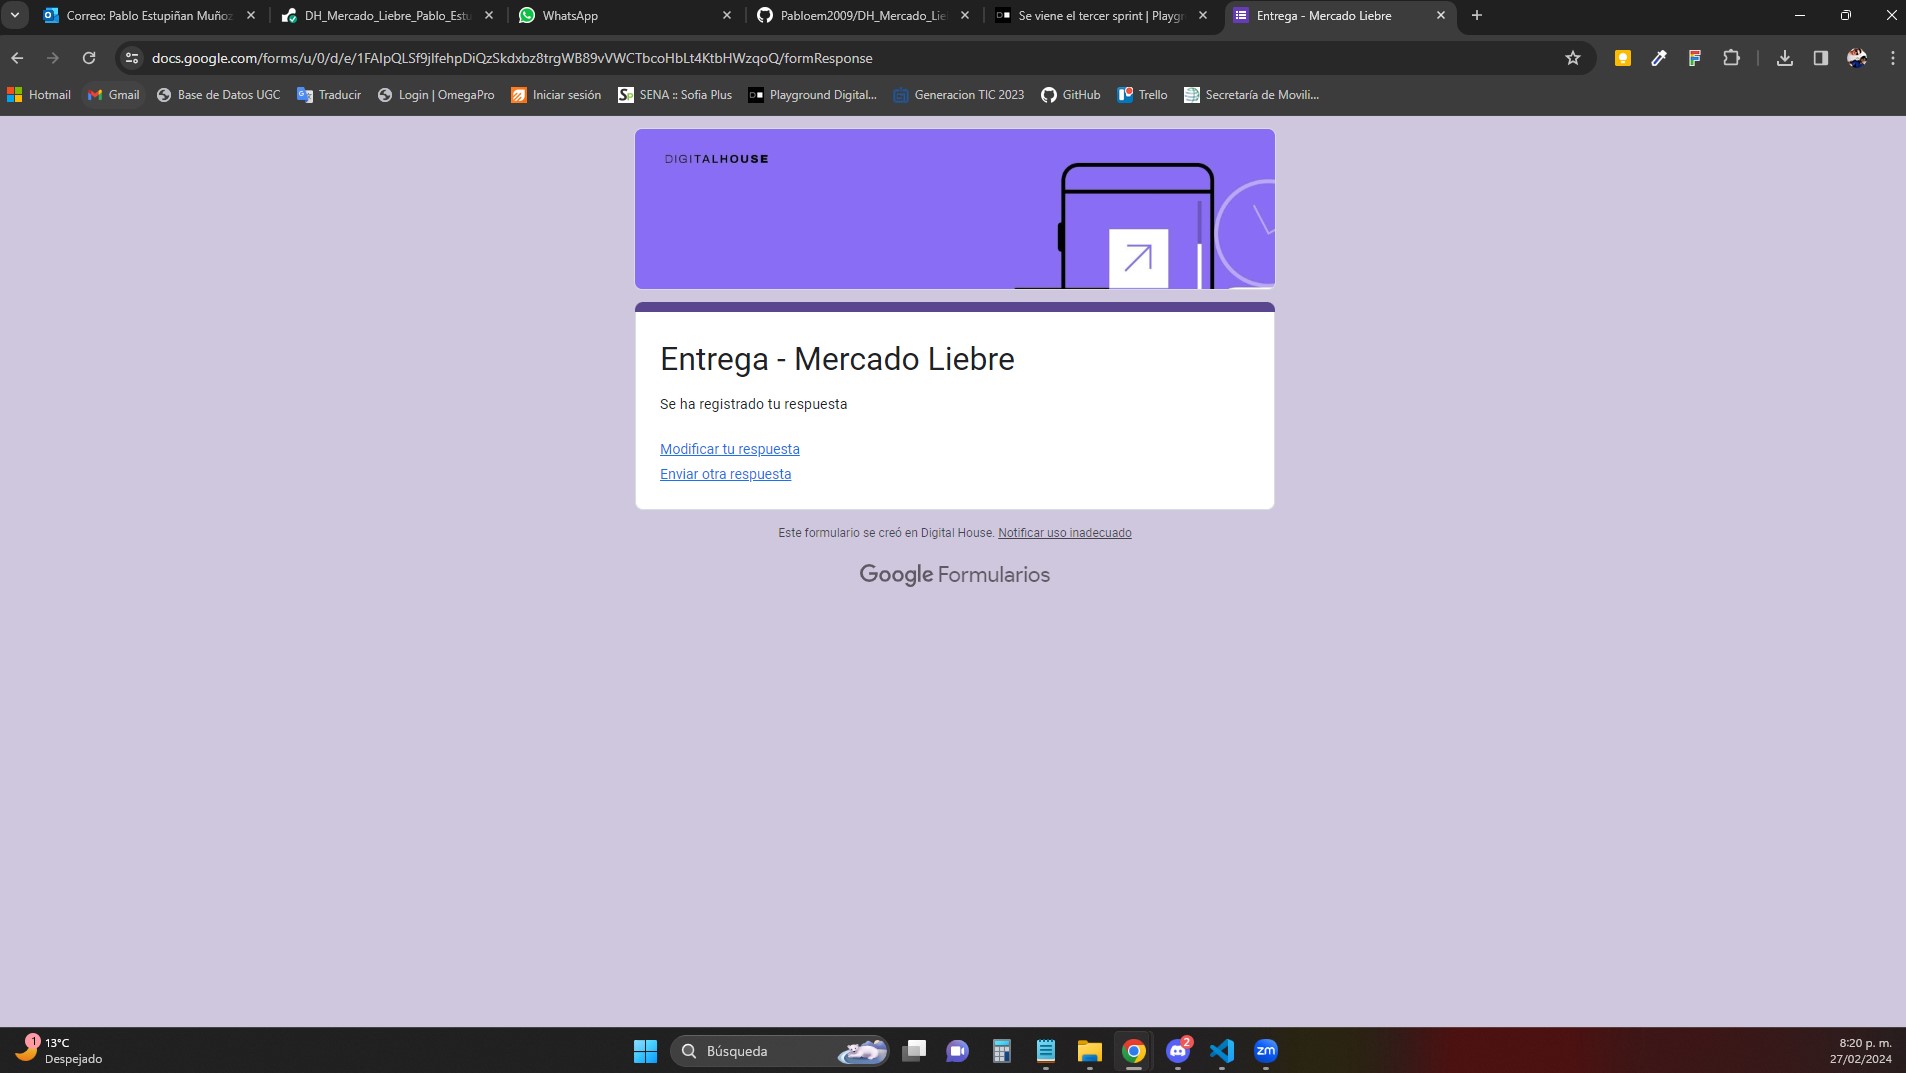 Correo: Pablo Estupiñan Muñoz
DH_Mercado_Liebre_Pablo_Estu
WhatsApp
Pabloem2009/DH_Mercado_Lie
Se viene el tercer sprint | Playgr
Entrega - Mercado Liebre
docs.google.com/forms/u/0/d/e/1FAIpQLSf9jIfehpDiQzSkdxbz8trgWB89vVWCTbcoHbLt4KtbHWzqoQ/formResponse
Hotmail
Gmail
Base de Datos UGC
Traducir
Login | OmegaPro
Iniciar sesión
SENA :: Sofia Plus
Playground Digital...
Generacion TIC 2023
GitHub
Trello
Secretaría de Movili...
DIGITALHOUSE
Entrega - Mercado Liebre
Se ha registrado tu respuesta
Modificar tu respuesta
Enviar otra respuesta
Este formulario se creó en Digital House. Notificar uso inadecuado
Google Formularios
1
13°C
Despejado
Búsqueda
2
zm
8:20 p. m.
27/02/2024